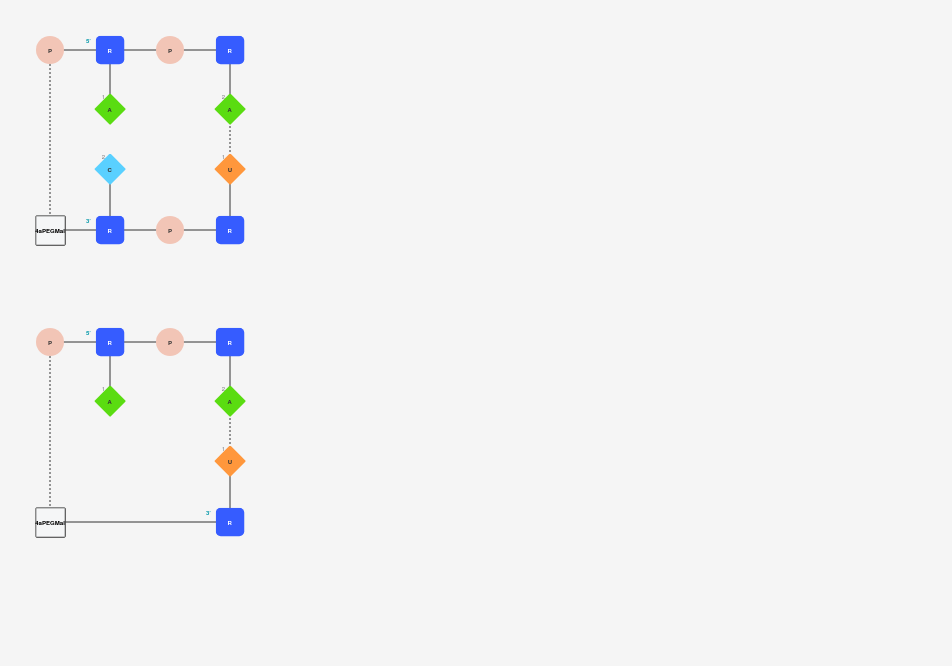 5'
P R P R
1 2
A A
2 1
C U
3'
4aPEGMal R P R
5'
P R P R
1 2
A A
1
U
3'
4aPEGMal R